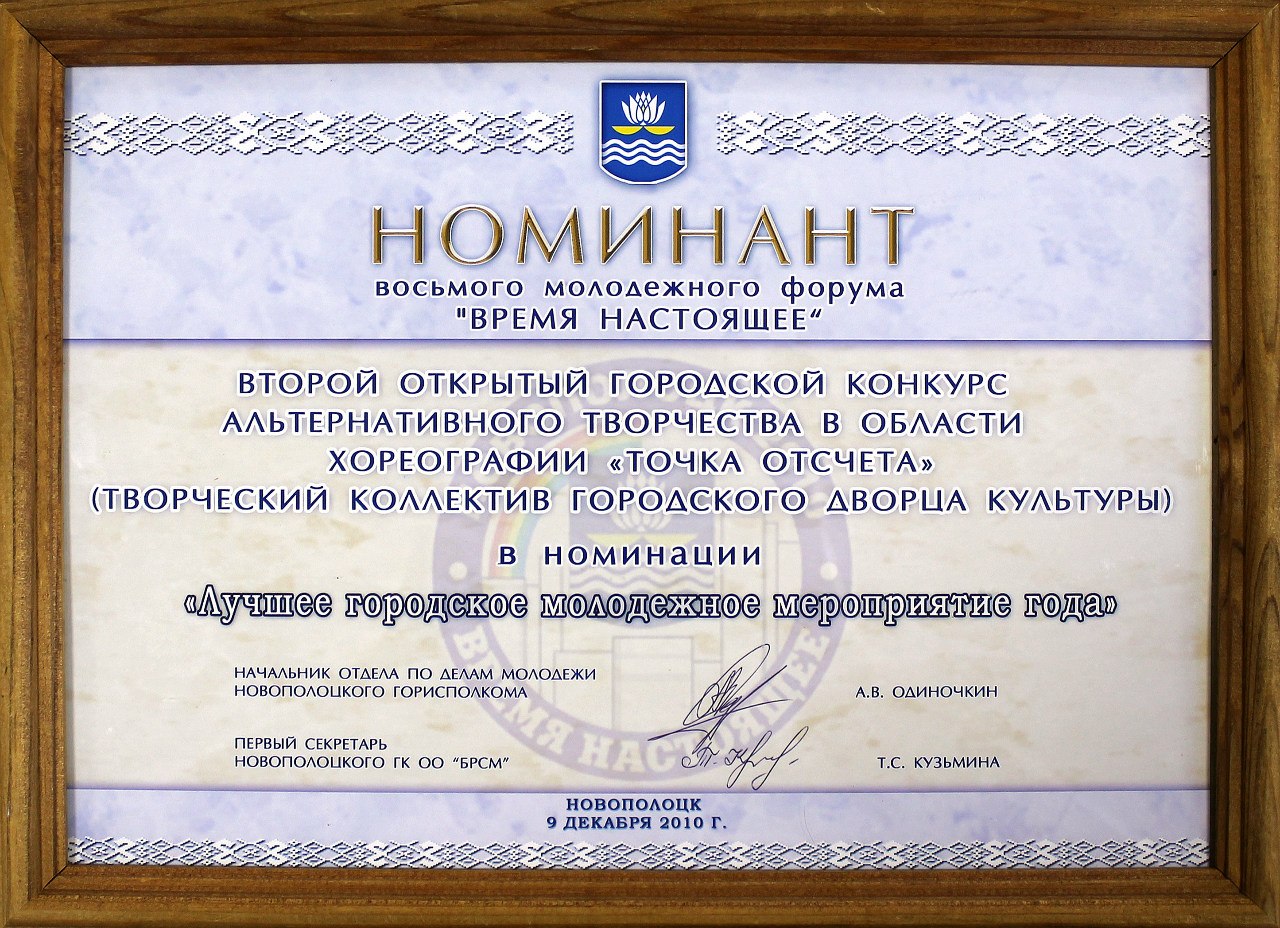 НОМИНАНТ
восьмого молодежного форума
"ВРЕМЯ НАСТОЯЩЕЕ“
ВТОРОЙ ОТКРЫТЫЙ ГОРОДСКОЙ КОНКУРС
АЛЬТЕРНАТИВНОГО ТВОРЧЕСТВА В ОБЛАСТИ
ХОРЕОГРАФИИ «ТОЧКА ОТСЧЕТА»
(ТВОРЧЕСКИЙ КОЛЛЕКТИВ ГОРОДСКОГО ДВОРЦА КУЛЬТУРЫ)
в номинации
«Лучшее городское молодежное мероприятие года»
НАЧАЛЬНИК ОТДЕЛА ПО ДЕЛАМ МОЛОДЕЖИ
НОВОПОЛОЦКОГО ГОРИСПОЛКОМА
А.В. ОДИНОЧКИН
ПЕРВЫЙ СЕКРЕТАРЬ
НОВОПОЛОЦКОГО ГК ОО “БРСМ”
Т.С. КУЗЬМИНА
ВРЕМЯ НАСТОЯЩЕЕ
НОВОПОЛОЦК
9 ДЕКАБРЯ 2010 Г.